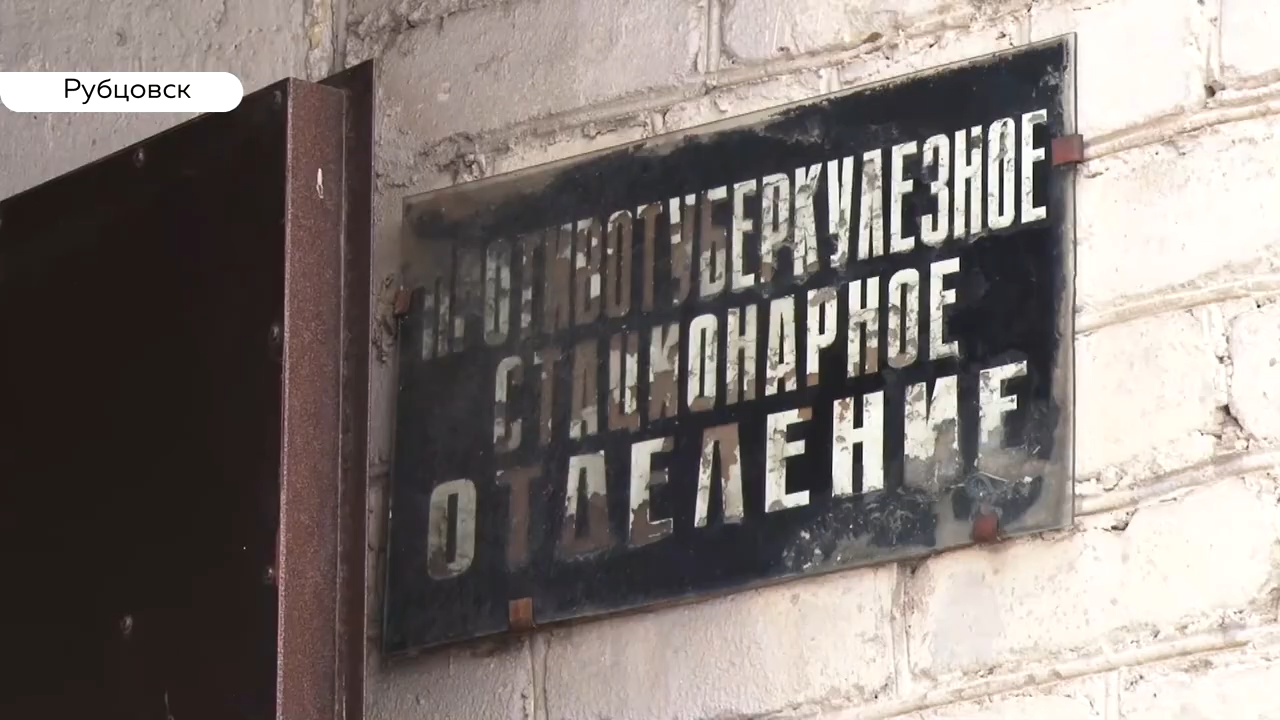 Рубцовск
ПРОТИВОТУБЕРКУЛЕЗНОЕ
СТАЦИОНАРНОЕ
ОТДЕЛЕНИЕ